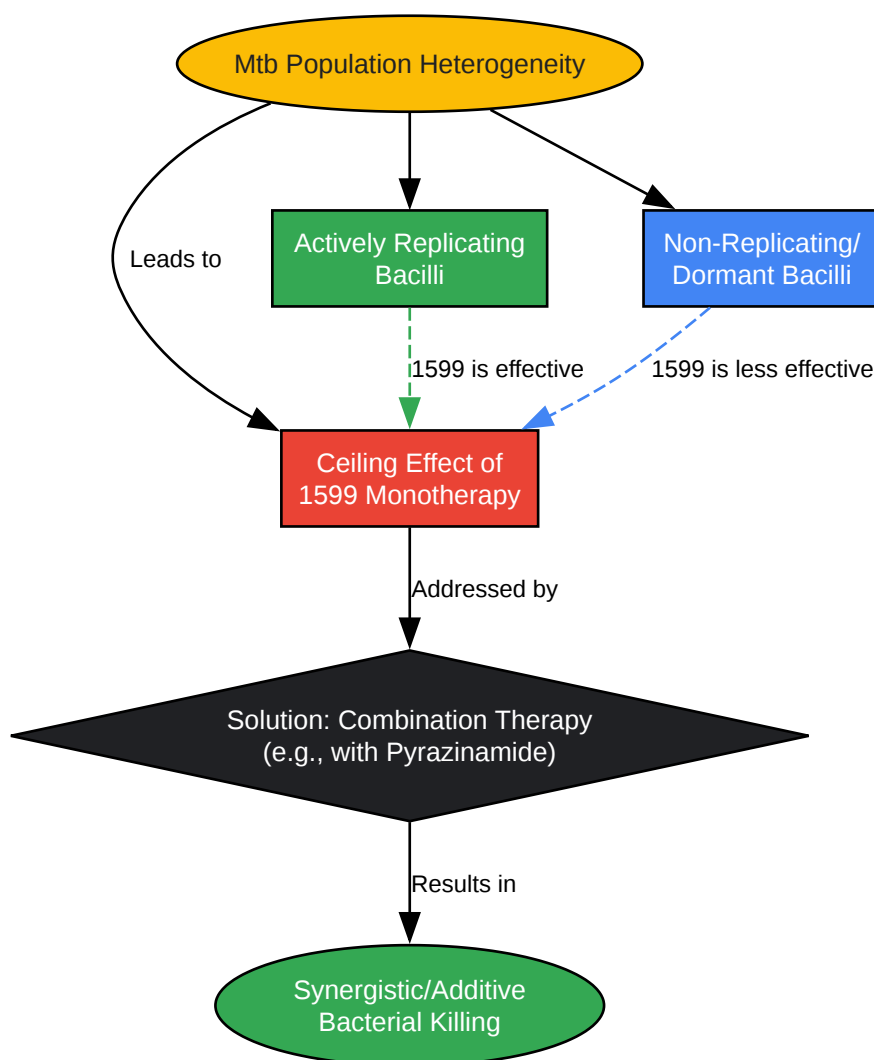 Mtb Population Heterogeneity
Leads to
Actively Replicating
Bacilli
Non-Replicating/
Dormant Bacilli
1599 is effective
1599 is less effective
Ceiling Effect of
1599 Monotherapy
Addressed by
Solution: Combination Therapy
(e.g., with Pyrazinamide)
Results in
Synergistic/Additive
Bacterial Killing